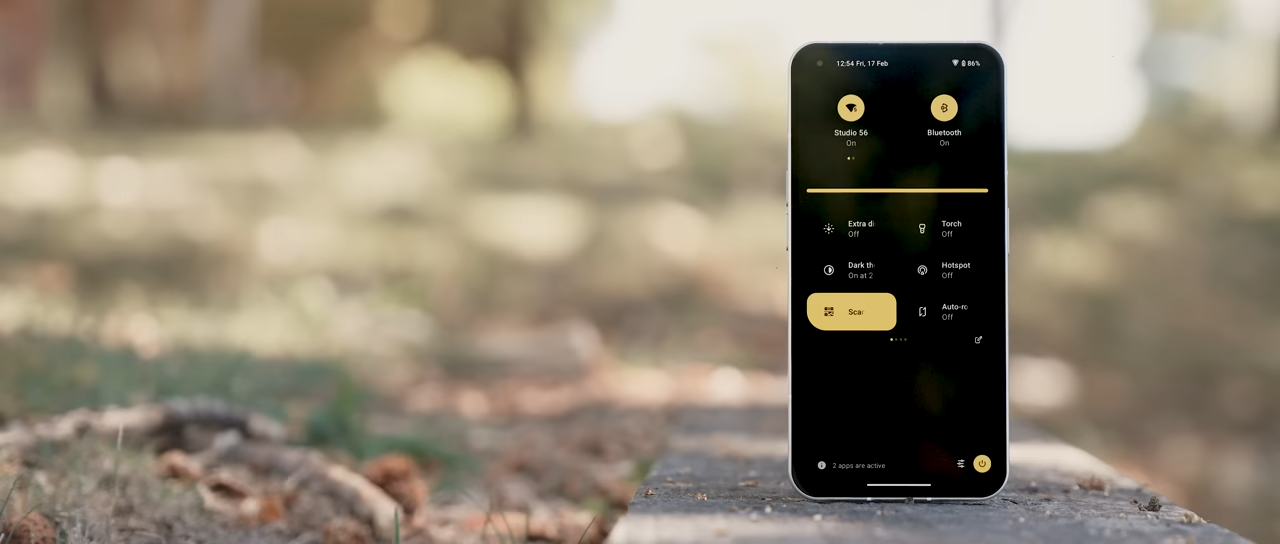 12:54 Fri, 17 Feb 86%
Studio 56 Bluetooth
On On
Extra di Torch
Off Off
Dark th Hotspot
On at 2 Off
Scar Auto-ro
Off
2 apps are active